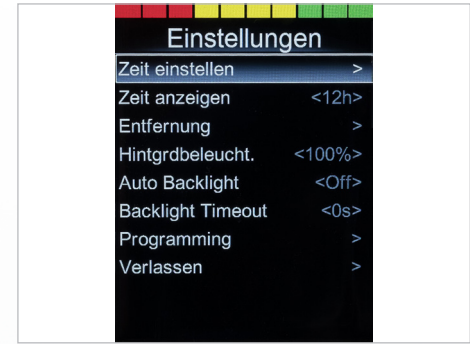 Einstellungen
Zeit einstellen >
Zeit anzeigen <12h>
Entfernung >
Hintgrdbeleucht. <100%>
Auto Backlight <Off>
Backlight Timeout <0s>
Programming >
Verlassen >